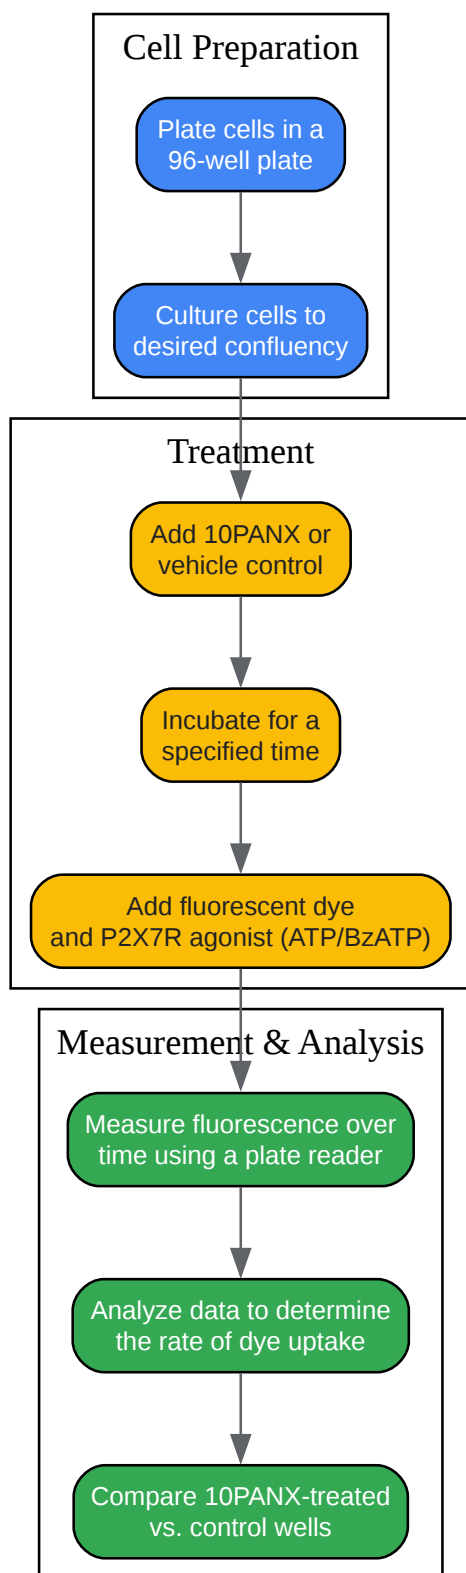 Cell Preparation
Plate cells in a
96-well plate
Culture cells to
desired confluency
Treatment
Add 10PANX or
vehicle control
Incubate for a
specified time
Add fluorescent dye
and P2X7R agonist (ATP/BzATP)
Measurement & Analysis
Measure fluorescence over
time using a plate reader
Analyze data to determine
the rate of dye uptake
Compare 10PANX-treated
vs. control wells